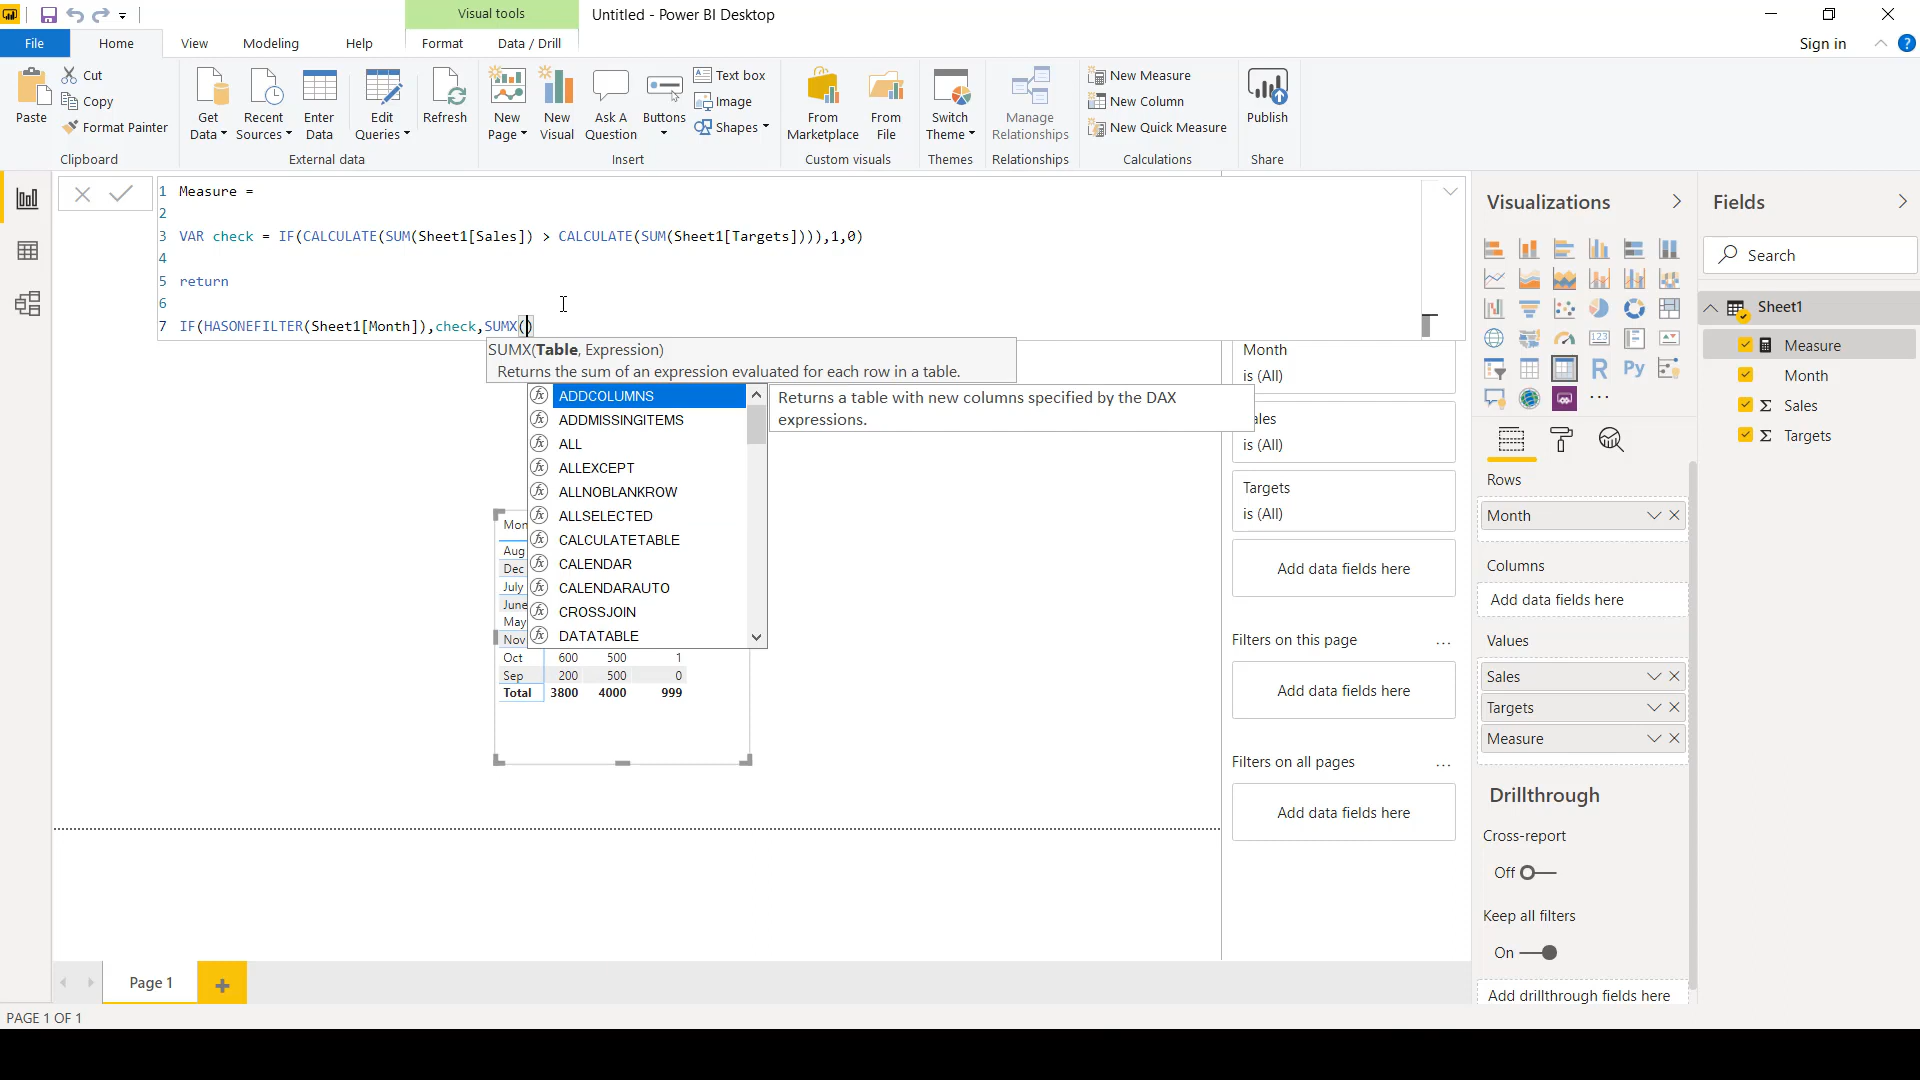 Visual tools
Untitled - Power BI Desktop
File
Home
View
Modeling
Help
Format
Data / Drill
Sign in
?
Paste
Cut
Copy
Format Painter
Clipboard
Get Data
Recent Sources
Enter Data
Edit Queries
Refresh
External data
New Page
New Visual
Ask A Question
Buttons
Text box
Image
Shapes
Insert
From Marketplace
From File
Custom visuals
Switch Theme
Themes
Manage Relationships
Relationships
New Measure
New Column
New Quick Measure
Calculations
Publish
Share
1 Measure =
2
3 VAR check = IF(CALCULATE(SUM(Sheet1[Sales]) > CALCULATE(SUM(Sheet1[Targets]))),1,0)
4
5 return
6
7 IF(HASONEFILTER(Sheet1[Month]),check,SUMX()
SUMX(Table, Expression)
Returns the sum of an expression evaluated for each row in a table.
ADDCOLUMNS
ADDMISSINGITEMS
ALL
ALLEXCEPT
ALLNOBLANKROW
ALLSELECTED
CALCULATETABLE
CALENDAR
CALENDARAUTO
CROSSJOIN
DATATABLE
Returns a table with new columns specified by the DAX
expressions.
Mon
Aug
Dec
July
June
May
Nov
Oct 600 500 1
Sep 200 500 0
Total 3800 4000 999
Month
is (All)
ales
is (All)
Targets
is (All)
Add data fields here
Filters on this page ...
Add data fields here
Filters on all pages ...
Add data fields here
Visualizations
R
Py
123
...
Rows
Month
Columns
Add data fields here
Values
Sales
Targets
Measure
Drillthrough
Cross-report
Off
Keep all filters
On
Add drillthrough fields here
Fields
Search
Sheet1
Measure
Month
Σ Sales
Σ Targets
Page 1
+
PAGE 1 OF 1